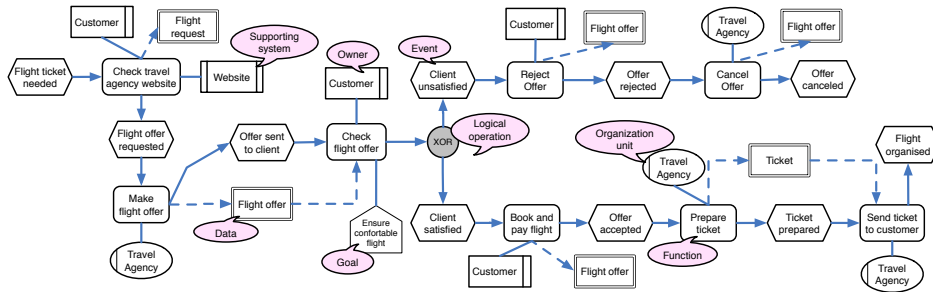 Customer
Flight
request
Supporting
system
Flight ticket
needed
Check travel
agency website
Website
Owner
Customer
Event
Client
unsatisfied
Customer
Flight offer
Reject
Offer
Offer
rejected
Travel
Agency
Flight offer
Cancel
Offer
Offer
canceled
Flight offer
requested
Offer sent
to client
Check
flight offer
XOR
Logical
operation
Organization
unit
Travel
Agency
Ticket
Flight
organised
Make
flight offer
Flight offer
Data
Ensure
confortable
flight
Goal
Client
satisfied
Book and
pay flight
Offer
accepted
Prepare
ticket
Function
Ticket
prepared
Send ticket
to customer
Travel
Agency
Customer
Flight offer
Travel
Agency